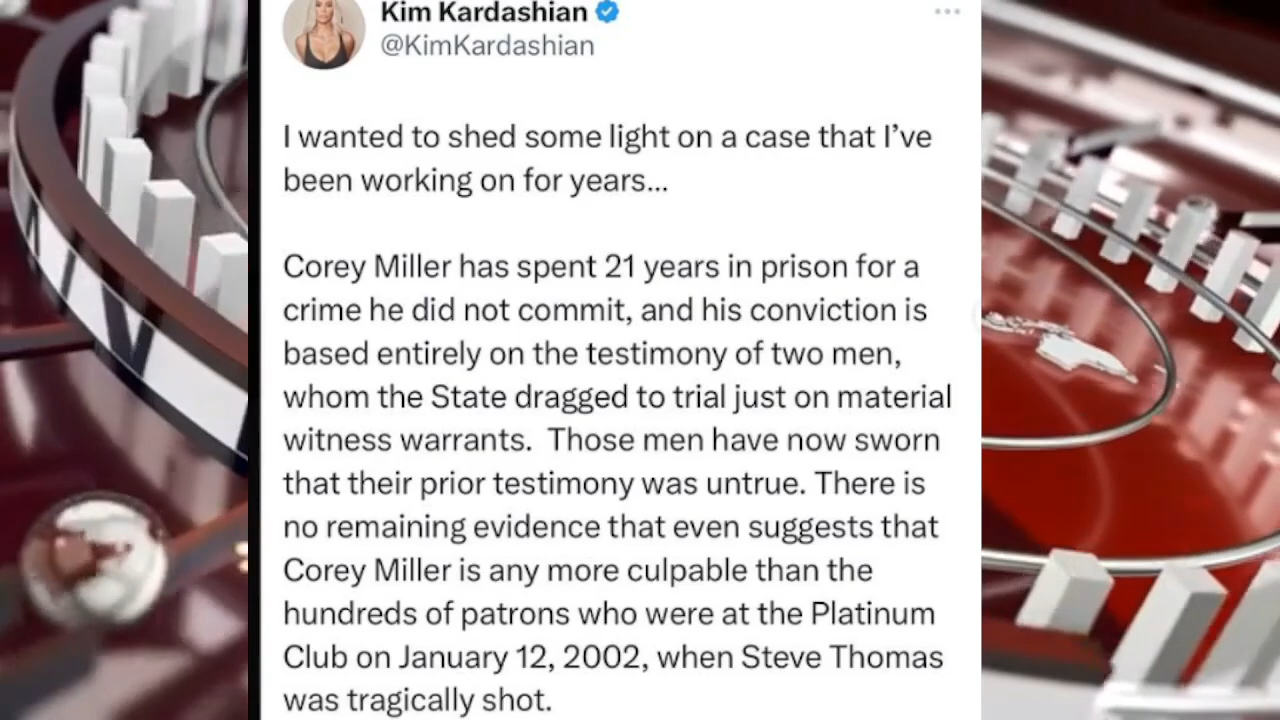 Kim Kardashian
@KimKardashian
I wanted to shed some light on a case that I’ve
been working on for years...
Corey Miller has spent 21 years in prison for a
crime he did not commit, and his conviction is
based entirely on the testimony of two men,
whom the State dragged to trial just on material
witness warrants.  Those men have now sworn
that their prior testimony was untrue. There is
no remaining evidence that even suggests that
Corey Miller is any more culpable than the
hundreds of patrons who were at the Platinum
Club on January 12, 2002, when Steve Thomas
was tragically shot.